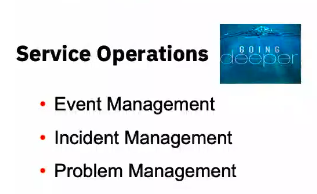 Service Operations
GOING
deeper
• Event Management
• Incident Management
• Problem Management